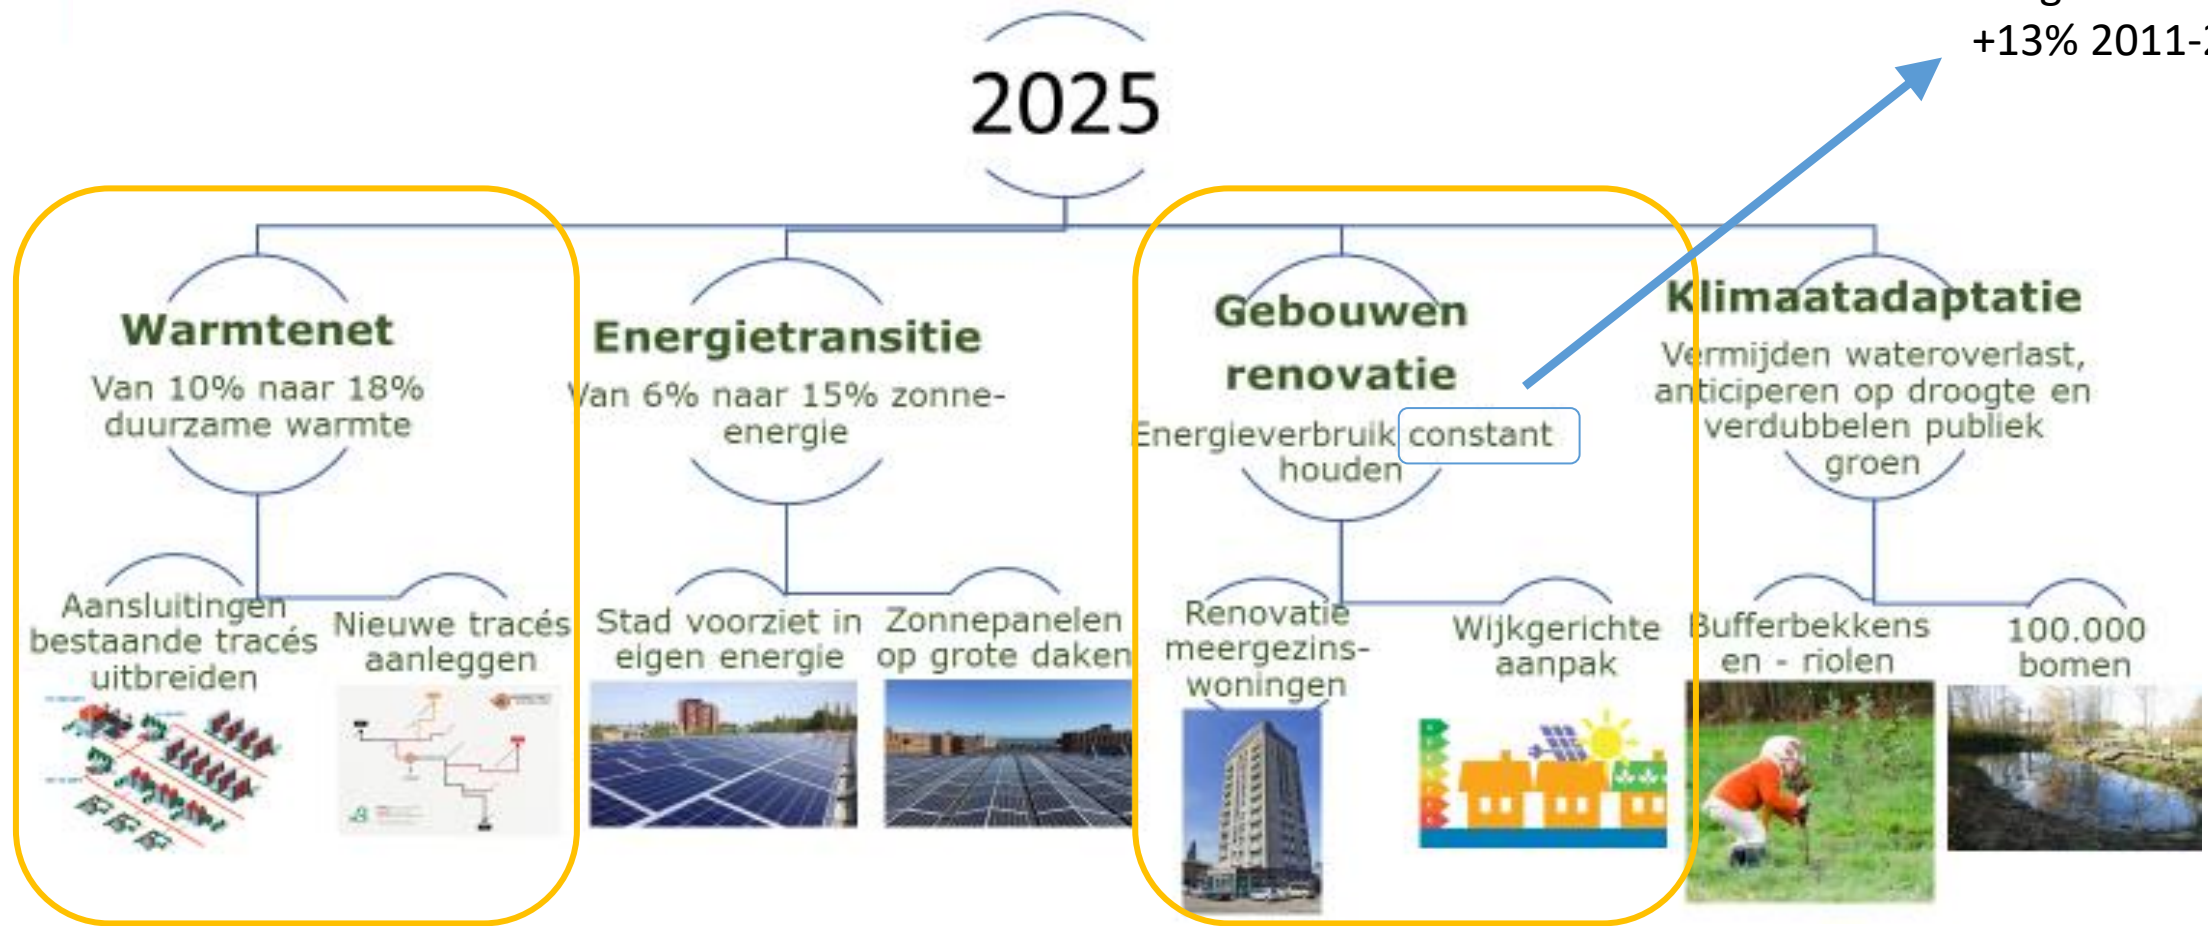 +13% 2011-2
2025
Warmtenet
Van 10% naar 18%
duurzame warmte
Energietransitie
Van 6% naar 15% zonne-
energie
Gebouwen
renovatie
Energieverbruik constant
houden
Klimaatadaptatie
Vermijden wateroverlast,
anticiperen op droogte en
verdubbelen publiek
groen
Aansluitingen
bestaande tracés
uitbreiden
Nieuwe tracés
aanleggen
Stad voorziet in
eigen energie
Zonnepanelen
op grote daken
Renovatie
meergezins-
woningen
Wijkgerichte
aanpak
Bufferbekkens
en - riolen
100.000
bomen